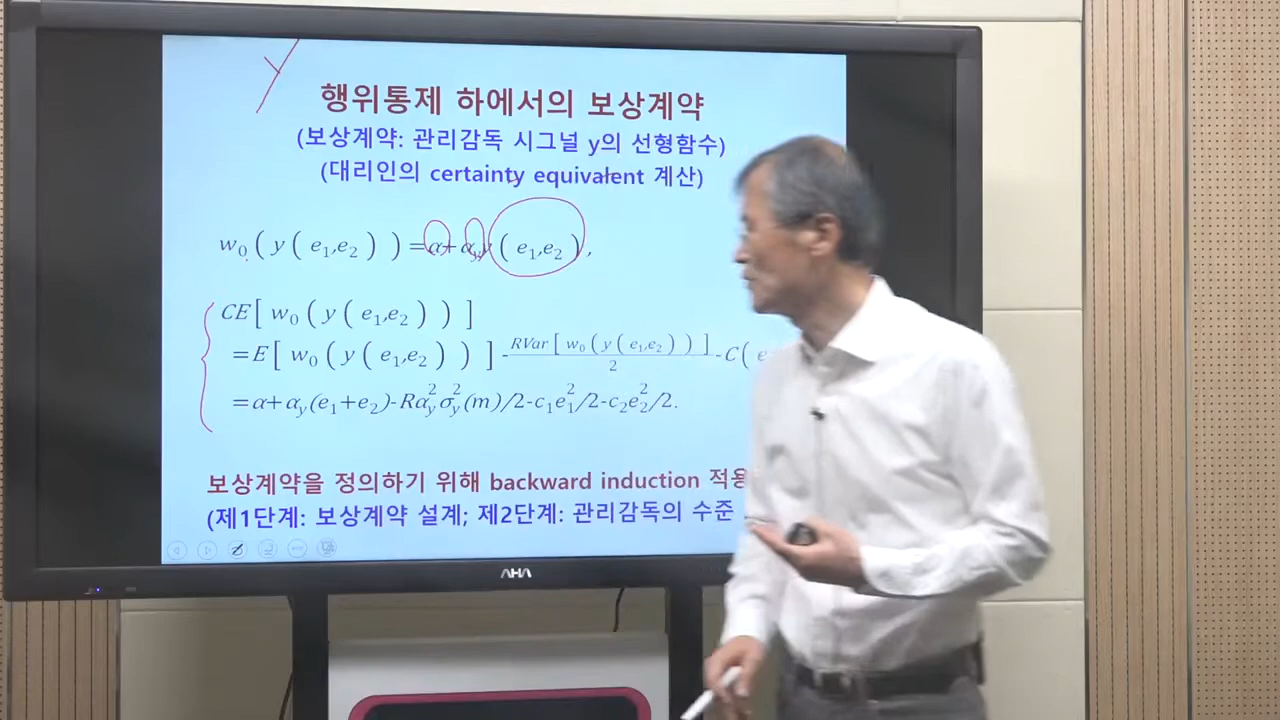 행위통제 하에서의 보상계약
(보상계약: 관리감독 시그널 y의 선형함수)
(대리인의 certainty equivalent 계산)
w₀(y(e₁,e₂))=α+α_y y(e₁,e₂),
CE[w₀(y(e₁,e₂))]
=E[w₀(y(e₁,e₂))]-RVar[w₀(y(e₁,e₂))]/2-C(e
=α+α_y(e₁+e₂)-Rα_y²σ_y²(m)/2-c₁e₁²/2-c₂e₂²/2.
보상계약을 정의하기 위해 backward induction 적용
(제1단계: 보상계약 설계; 제2단계: 관리감독의 수준
AHA